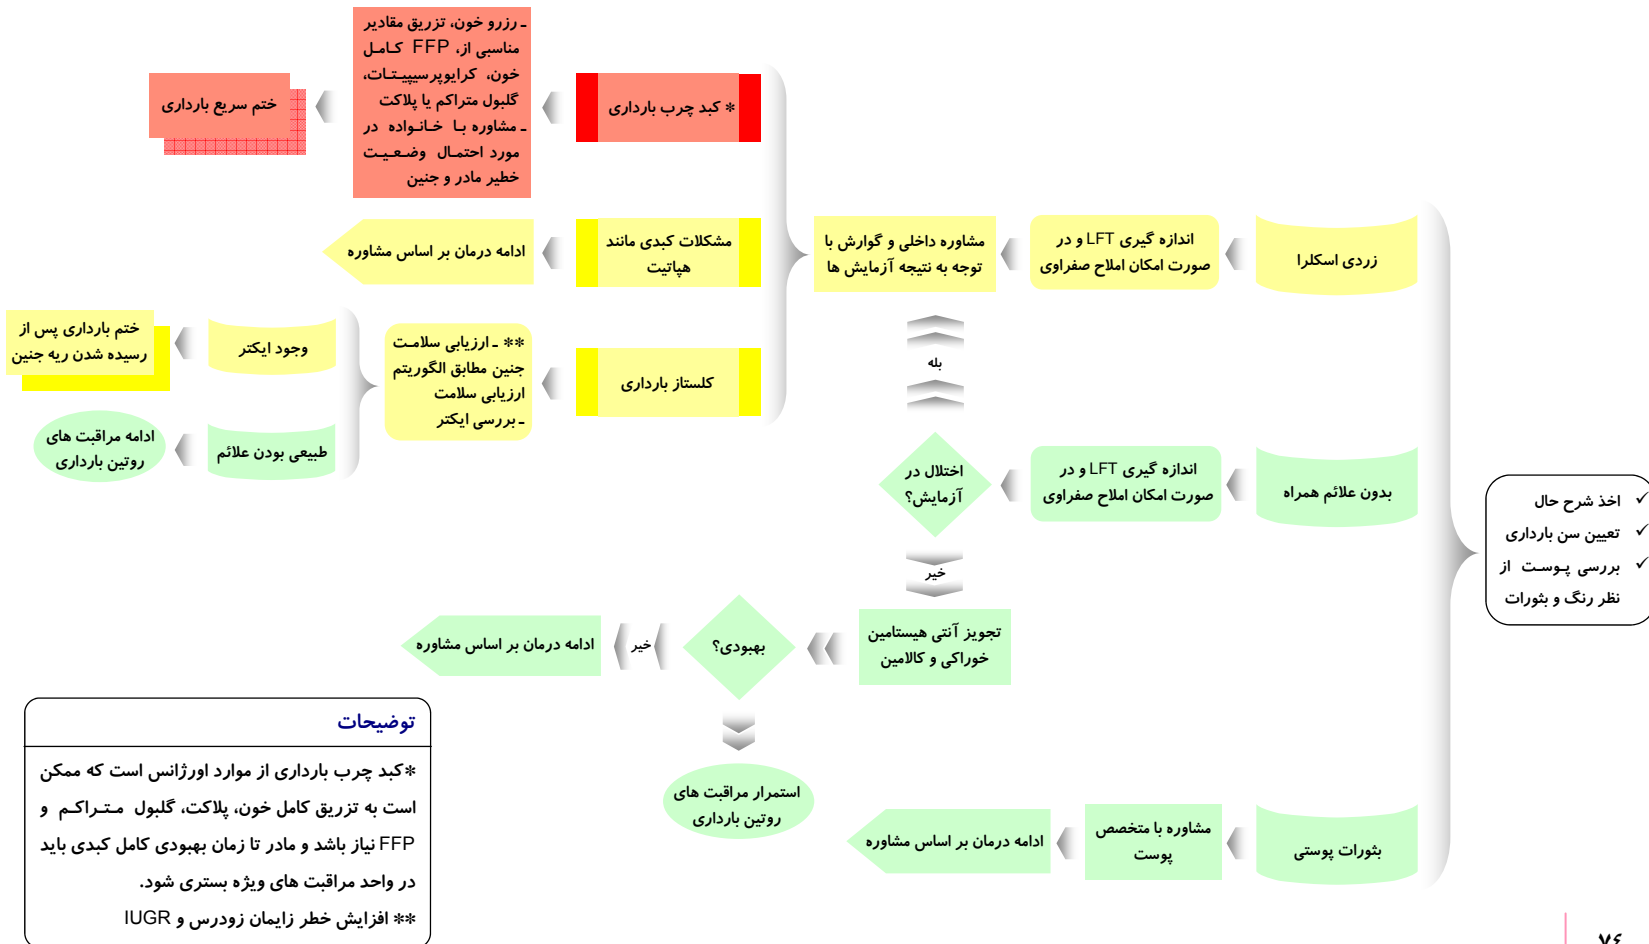 ✓ اخذ شرح حال
✓ تعیین سن بارداری
✓ بررسی پوست از
نظر رنگ و بثورات
زردی اسکلرا
اندازه گیری LFT و در
صورت امکان املاح صفراوی
مشاوره داخلی و گوارش با
توجه به نتیجه آزمایش ها
* کبد چرب بارداری
ـ رزرو خون، تزریق مقادیر
مناسبی از، FFP کامل
خون، کرایوپرسیپیتات،
گلبول متراکم یا پلاکت
ـ مشاوره با خانواده در
مورد احتمال وضعیت
خطیر مادر و جنین
ختم سریع بارداری
مشکلات کبدی مانند
هپاتیت
ادامه درمان بر اساس مشاوره
کلستاز بارداری
** ـ ارزیابی سلامت
جنین مطابق الگوریتم
ارزیابی سلامت
ـ بررسی ایکتر
وجود ایکتر
ختم بارداری پس از
رسیده شدن ریه جنین
طبیعی بودن علائم
ادامه مراقبت های
روتین بارداری
بدون علائم همراه
اندازه گیری LFT و در
صورت امکان املاح صفراوی
اختلال در
آزمایش؟
بله
خیر
تجویز آنتی هیستامین
خوراکی و کالامین
بهبودی؟
خیر
ادامه درمان بر اساس مشاوره
استمرار مراقبت های
روتین بارداری
بثورات پوستی
مشاوره با متخصص
پوست
ادامه درمان بر اساس مشاوره
توضیحات
*کبد چرب بارداری از موارد اورژانس است که ممکن
است به تزریق کامل خون، پلاکت، گلبول متراکم و
FFP نیاز باشد و مادر تا زمان بهبودی کامل کبدی باید
در واحد مراقبت های ویژه بستری شود.
** افزایش خطر زایمان زودرس و IUGR
۷٤